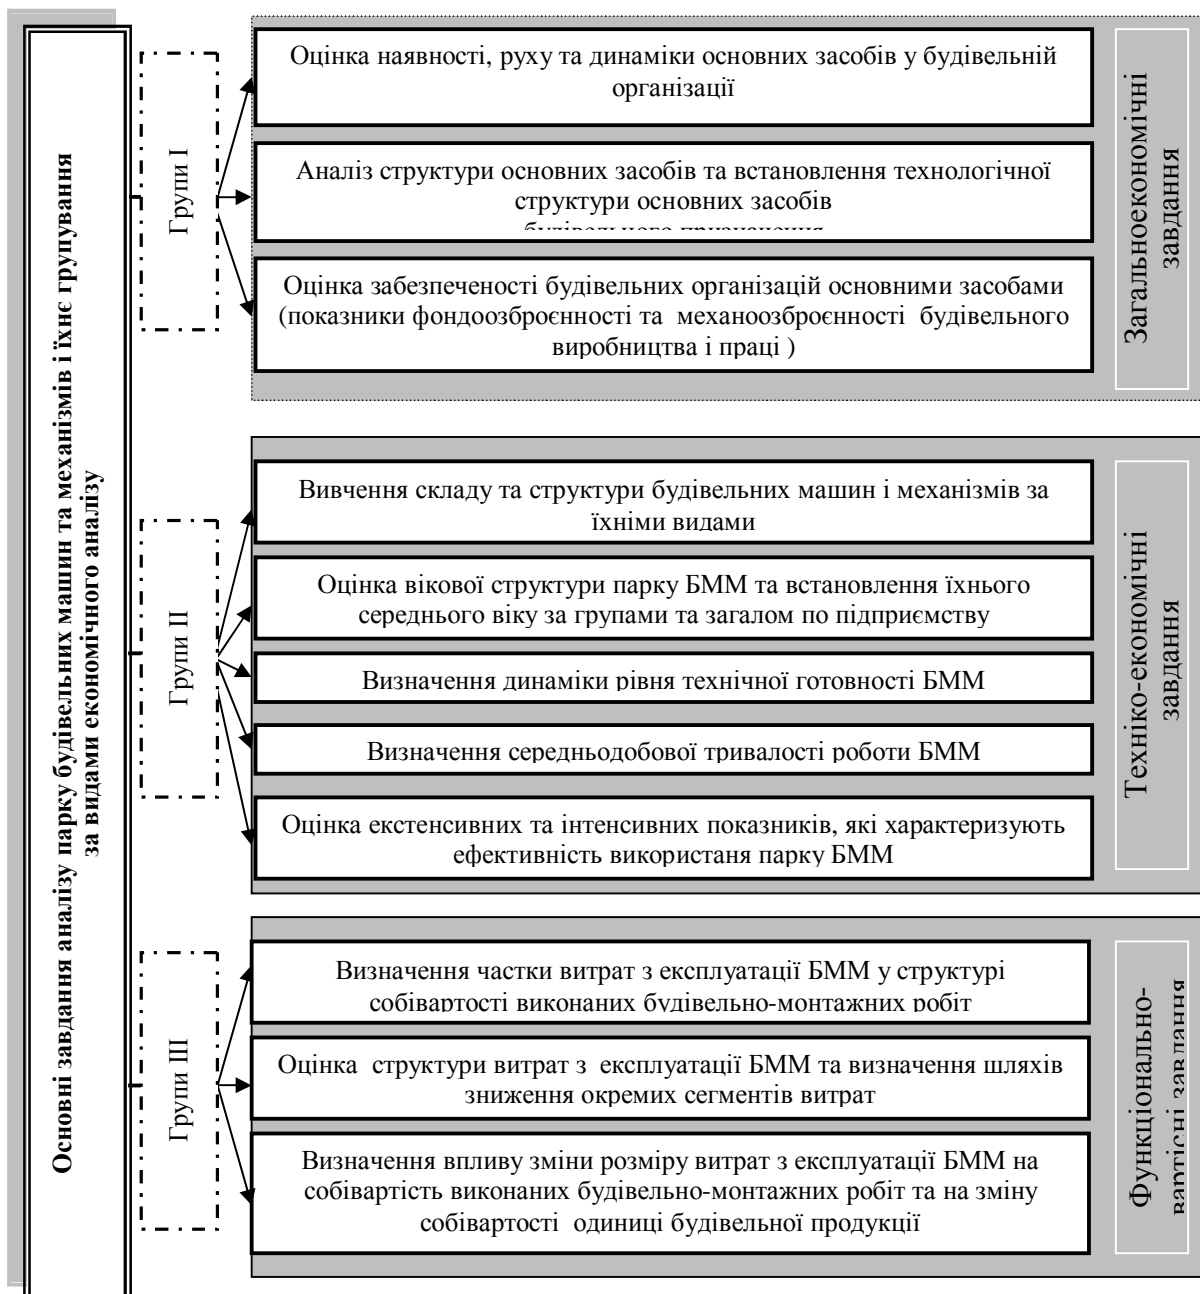 Основні завдання аналізу парку будівельних машин та механізмів і їхнє групування
за видами економічного аналізу
Групи I
Оцінка наявності, руху та динаміки основних засобів у будівельній
організації
Аналіз структури основних засобів та встановлення технологічної
структури основних засобів
будівельного призначення
Оцінка забезпеченості будівельних організацій основними засобами
(показники фондоозброєнності та механоозброєнності будівельного
виробництва і праці )
Загальноекономічні
завдання
Групи II
Вивчення складу та структури будівельних машин і механізмів за
їхніми видами
Оцінка вікової структури парку БММ та встановлення їхнього
середнього віку за групами та загалом по підприємству
Визначення динаміки рівня технічної готовності БММ
Визначення середньодобової тривалості роботи БММ
Оцінка екстенсивних та інтенсивних показників, які характеризують
ефективність використаня парку БММ
Техніко-економічні
завдання
Групи III
Визначення частки витрат з експлуатації БММ у структурі
собівартості виконаних будівельно-монтажних робіт
Оцінка структури витрат з експлуатації БММ та визначення шляхів
зниження окремих сегментів витрат
Визначення впливу зміни розміру витрат з експлуатації БММ на
собівартість виконаних будівельно-монтажних робіт та на зміну
собівартості одиниці будівельної продукції
Функціонально-
вартісні завдання